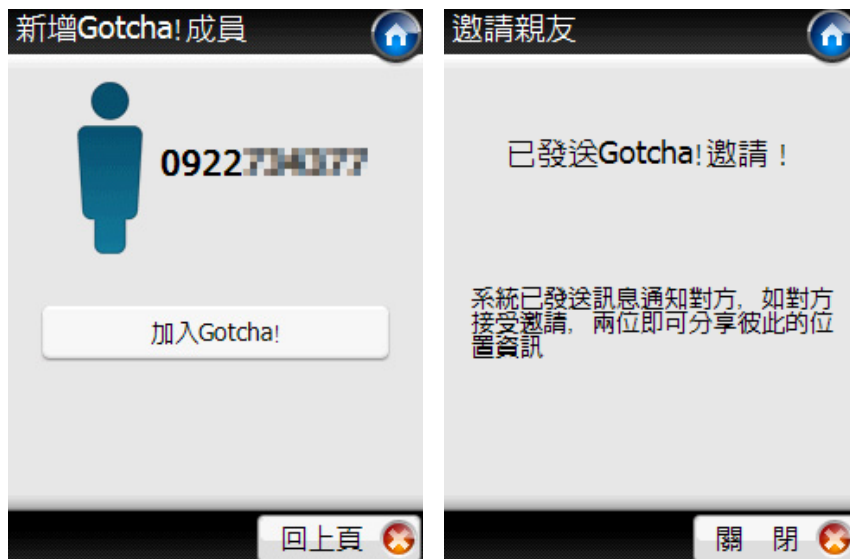 新增Gotcha!成員
0922
加入Gotcha!
回上頁
邀請親友
已發送Gotcha!邀請！
系統已發送訊息通知對方，如對方
接受邀請，兩位即可分享彼此的位
置資訊
關 閉